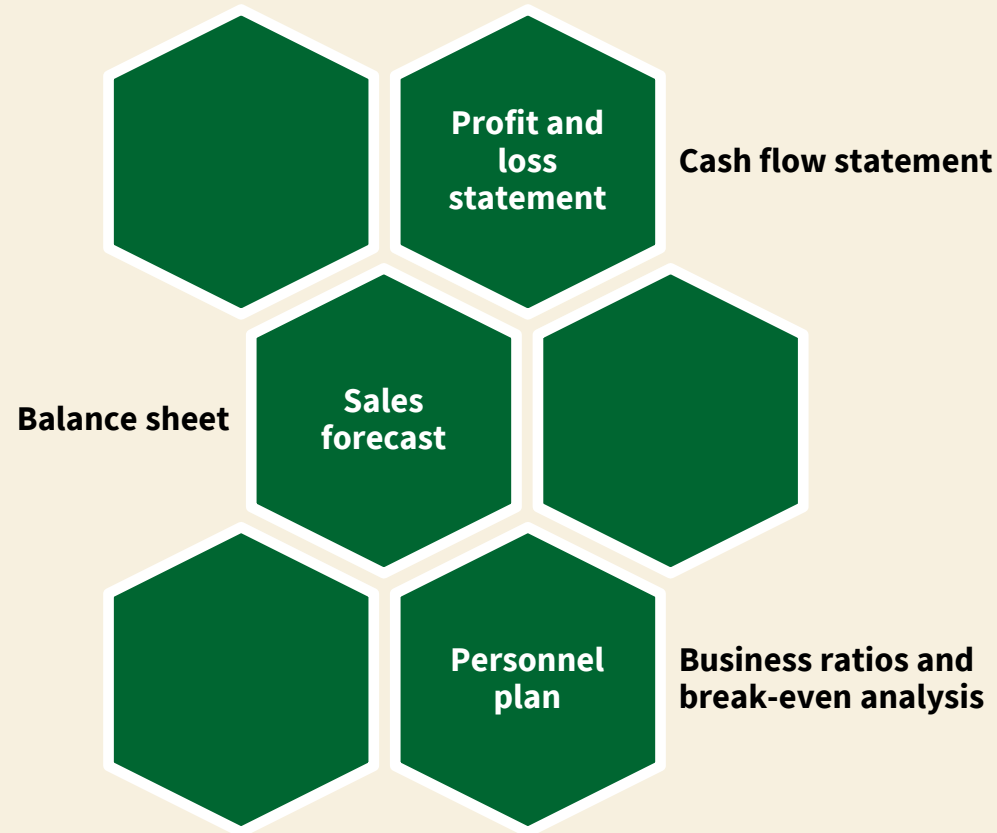 Profit and
loss
statement
Cash flow statement
Balance sheet
Sales
forecast
Personnel
plan
Business ratios and
break-even analysis